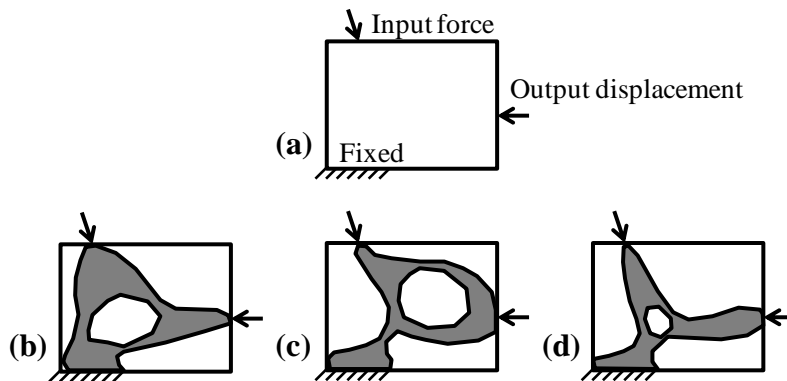 Input force
Output displacement
(a)
Fixed
(b)
(c)
(d)